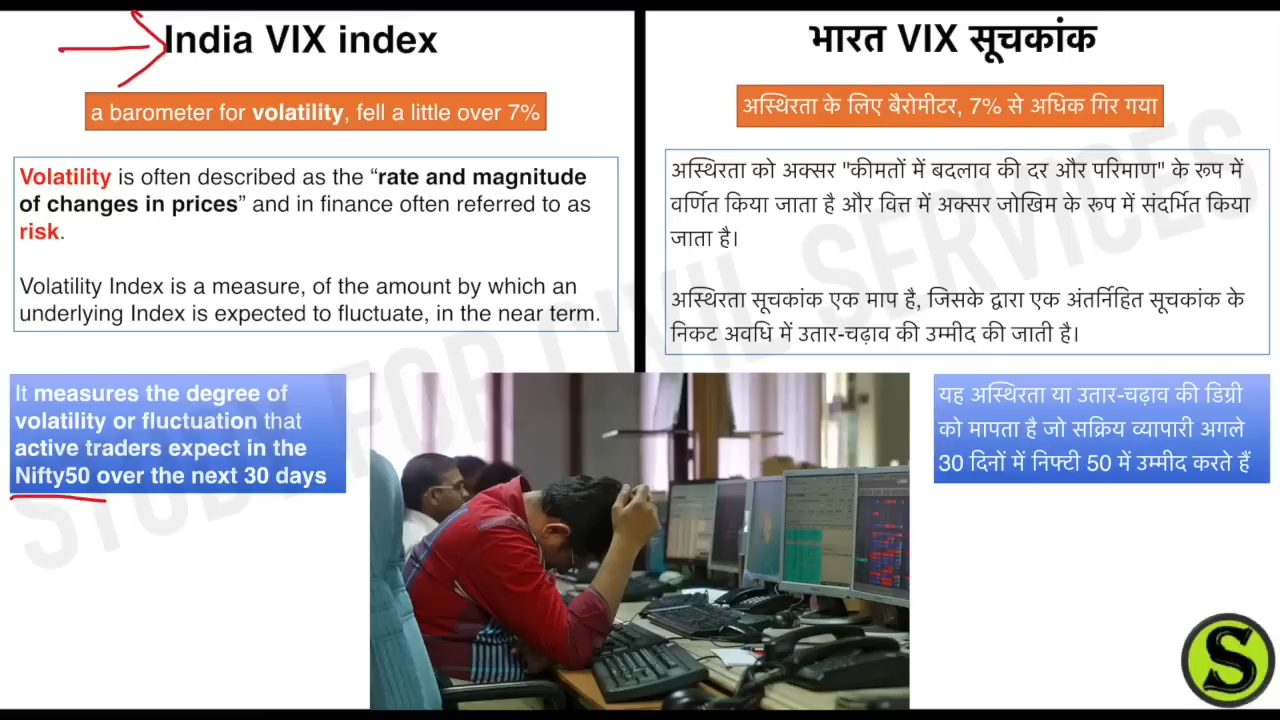 India VIX index
a barometer for volatility, fell a little over 7%
Volatility is often described as the “rate and magnitude
of changes in prices” and in finance often referred to as
risk.
Volatility Index is a measure, of the amount by which an
underlying Index is expected to fluctuate, in the near term.
It measures the degree of
volatility or fluctuation that
active traders expect in the
Nifty50 over the next 30 days
भारत VIX सूचकांक
अस्थिरता के लिए बैरोमीटर, 7% से अधिक गिर गया
अस्थिरता को अक्सर "कीमतों में बदलाव की दर और परिमाण" के रूप में
वर्णित किया जाता है और वित्त में अक्सर जोखिम के रूप में संदर्भित किया
जाता है।
अस्थिरता सूचकांक एक माप है, जिसके द्वारा एक अंतर्निहित सूचकांक के
निकट अवधि में उतार-चढ़ाव की उम्मीद की जाती है।
यह अस्थिरता या उतार-चढ़ाव की डिग्री
को मापता है जो सक्रिय व्यापारी अगले
30 दिनों में निफ्टी 50 में उम्मीद करते हैं
STUDY FOR CIVIL SERVICES
S